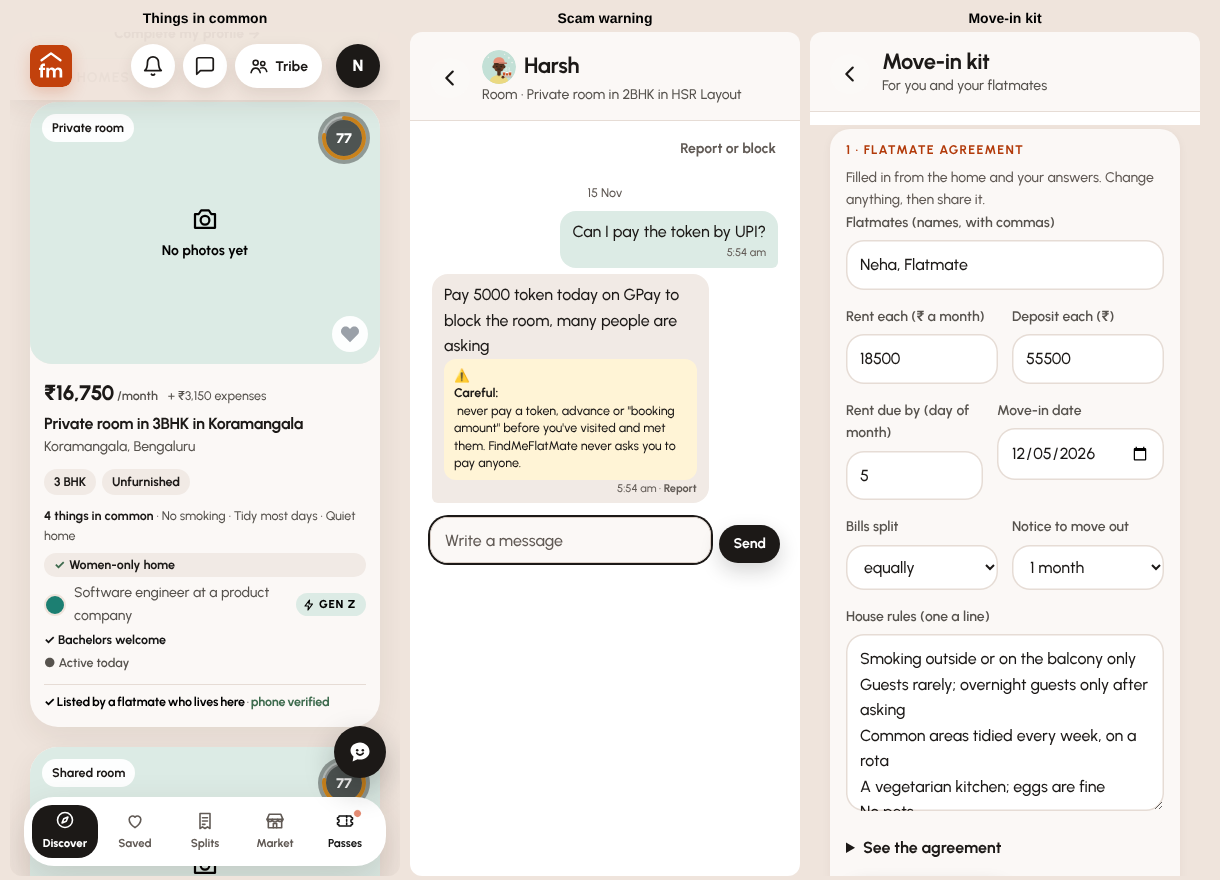 Things in common
Complete my profile →
fm
Tribe
N
Private room
77
No photos yet
₹16,750 /month + ₹3,150 expenses
Private room in 3BHK in Koramangala
Koramangala, Bengaluru
3 BHK
Unfurnished
4 things in common · No smoking · Tidy most days · Quiet
home
✓ Women-only home
Software engineer at a product
company
GEN Z
✓ Bachelors welcome
Active today
✓ Listed by a flatmate who lives here · phone verified
Shared room
77
Discover
Saved
Splits
Market
Passes
Scam warning
Harsh
Room · Private room in 2BHK in HSR Layout
Report or block
15 Nov
Can I pay the token by UPI?
5:54 am
Pay 5000 token today on GPay to
block the room, many people are
asking
⚠️
Careful:
never pay a token, advance or "booking
amount" before you've visited and met
them. FindMeFlatMate never asks you to
pay anyone.
5:54 am · Report
Write a message
Send
Move-in kit
Move-in kit
For you and your flatmates
1 · FLATMATE AGREEMENT
Filled in from the home and your answers. Change
anything, then share it.
Flatmates (names, with commas)
Neha, Flatmate
Rent each (₹ a month)
Deposit each (₹)
18500
55500
Rent due by (day of
month)
Move-in date
5
12/05/2026
Bills split
Notice to move out
equally
1 month
House rules (one a line)
Smoking outside or on the balcony only
Guests rarely; overnight guests only after
asking
Common areas tidied every week, on a
rota
A vegetarian kitchen; eggs are fine
No pets
See the agreement